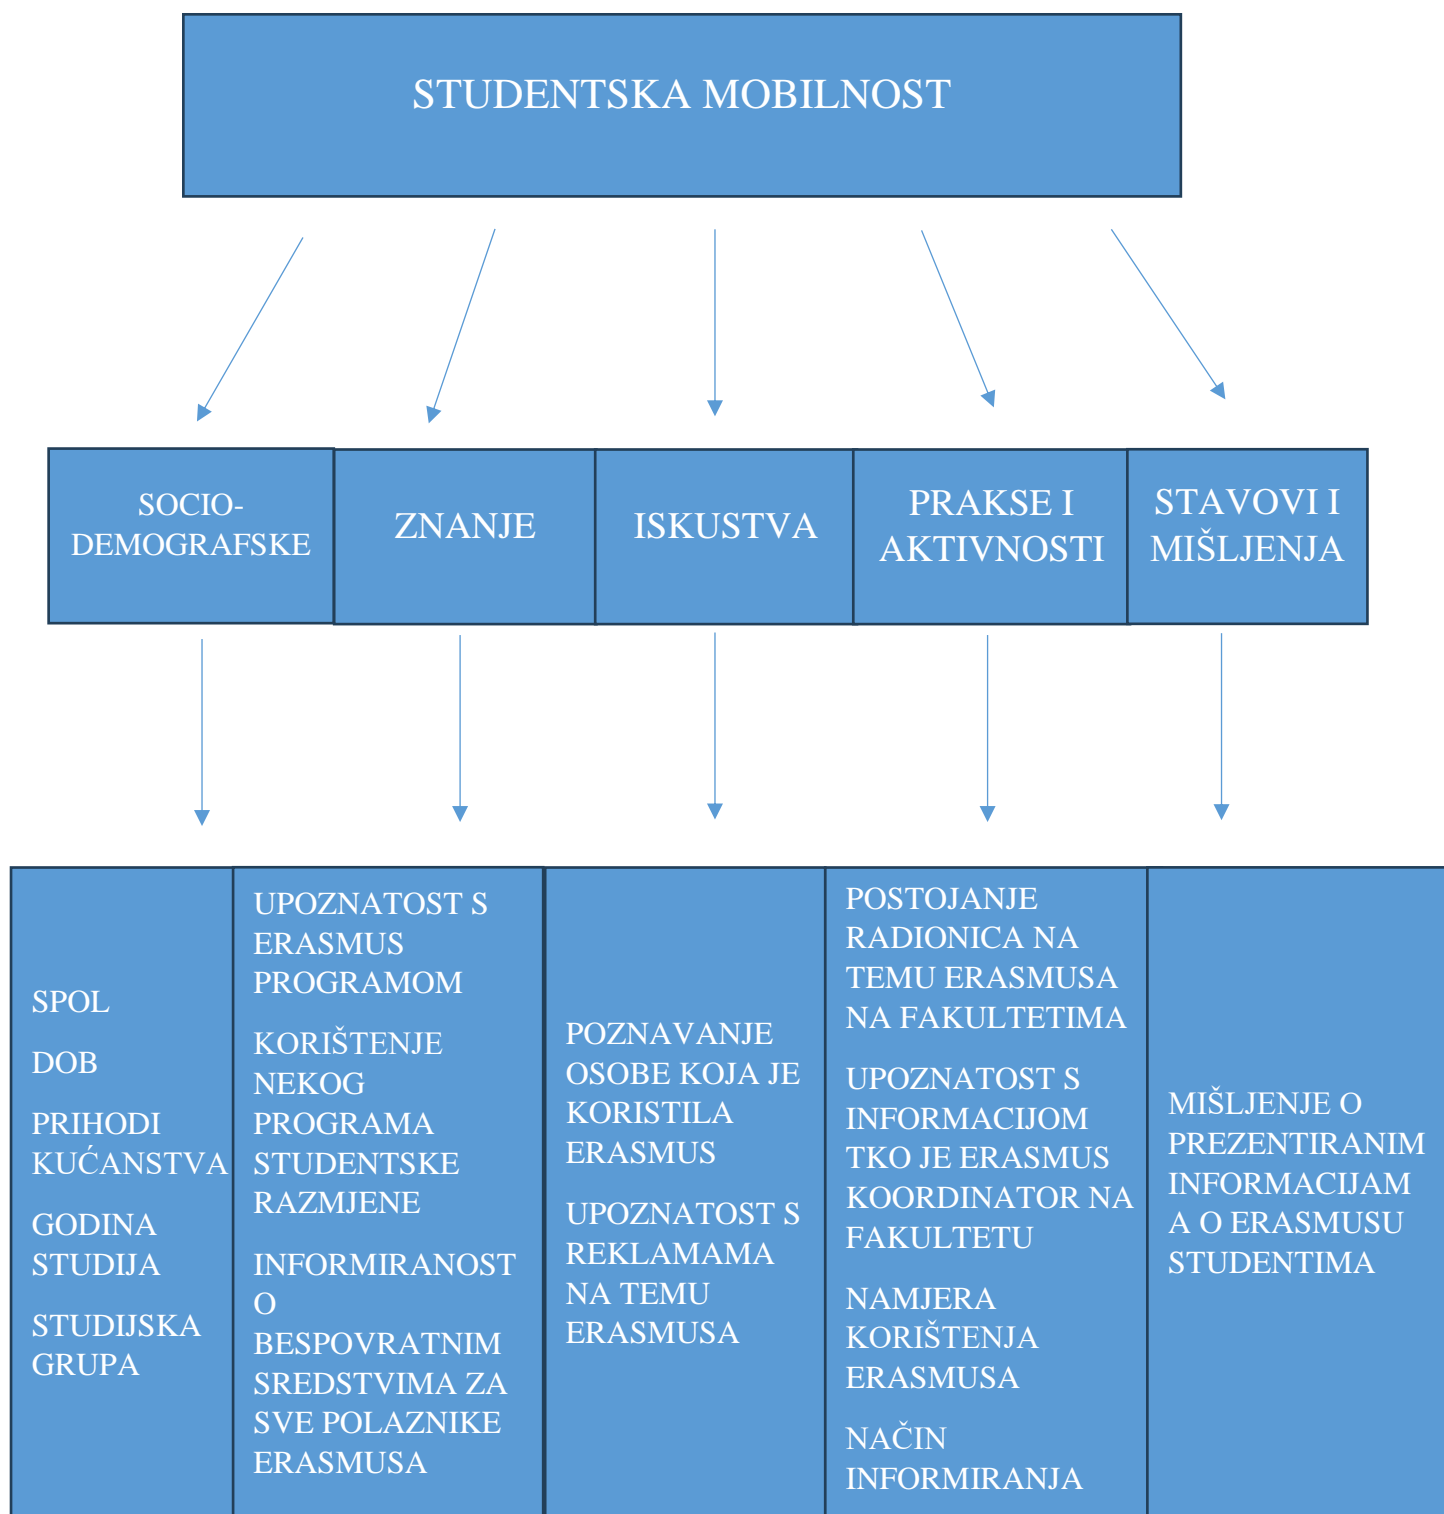 STUDENTSKA MOBILNOST
SOCIO-
DEMOGRAFSKE
ZNANJE
ISKUSTVA
PRAKSE I
AKTIVNOSTI
STAVOVI I
MIŠLJENJA
SPOL
DOB
PRIHODI
KUĆANSTVA
GODINA
STUDIJA
STUDIJSKA
GRUPA
UPOZNATOST S
ERASMUS
PROGRAMOM
KORIŠTENJE
NEKOG
PROGRAMA
STUDENTSKE
RAZMJENE
INFORMIRANOST
O
BESPOVRATNIM
SREDSTVIMA ZA
SVE POLAZNIKE
ERASMUSA
POZNAVANJE
OSOBE KOJA JE
KORISTILA
ERASMUS
UPOZNATOST S
REKLAMAMA
NA TEMU
ERASMUSA
POSTOJANJE
RADIONICA NA
TEMU ERASMUSA
NA FAKULTETIMA
UPOZNATOST S
INFORMACIJOM
TKO JE ERASMUS
KOORDINATOR NA
FAKULTETU
NAMJERA
KORIŠTENJA
ERASMUSA
NAČIN
INFORMIRANJA
MIŠLJENJE O
PREZENTIRANIM
INFORMACIJAM
A O ERASMUSU
STUDENTIMA